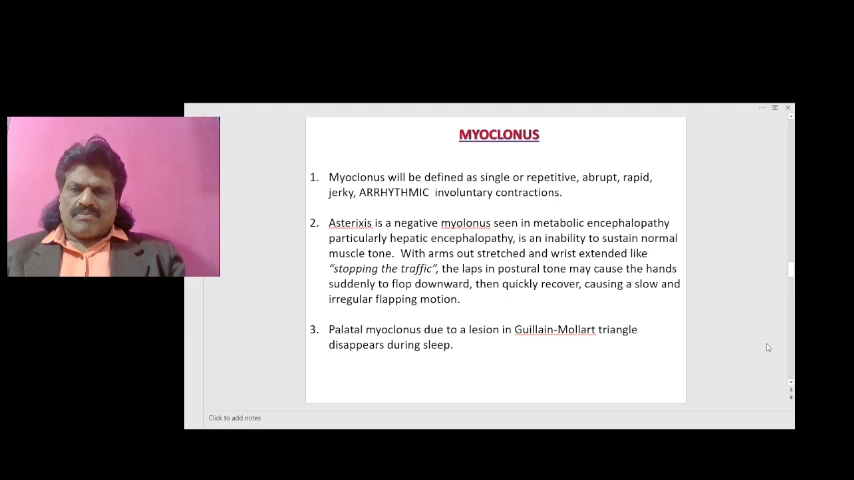 MYOCLONUS
1. Myoclonus will be defined as single or repetitive, abrupt, rapid,
jerky, ARRHYTHMIC involuntary contractions.
2. Asterixis is a negative myolonus seen in metabolic encephalopathy
particularly hepatic encephalopathy, is an inability to sustain normal
muscle tone. With arms out stretched and wrist extended like
“stopping the traffic”, the laps in postural tone may cause the hands
suddenly to flop downward, then quickly recover, causing a slow and
irregular flapping motion.
3. Palatal myoclonus due to a lesion in Guillain-Mollart triangle
disappears during sleep.
Click to add notes